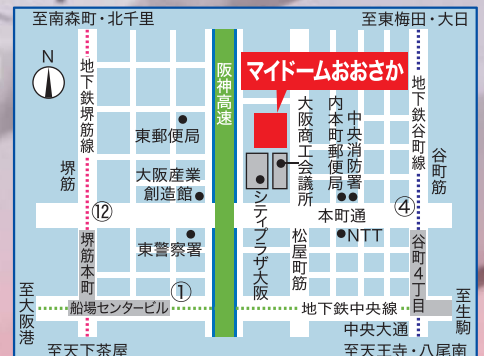 至南森町・北千里
至東梅田・大日
N
地下鉄堺筋線
阪神高速
マイドームおおさか
地下鉄谷町線
東郵便局
大阪商工会議所
内本町郵便局
中央消防署
堺筋
大阪産業
創造館
谷町筋
⑫
④
シティプラザ大阪
本町通
東警察署
松屋町筋
NTT
堺筋本町
谷町4丁目
①
至大阪港
船場センタービル
地下鉄中央線
至生駒
中央大通
至天下茶屋
至天王寺・八尾南